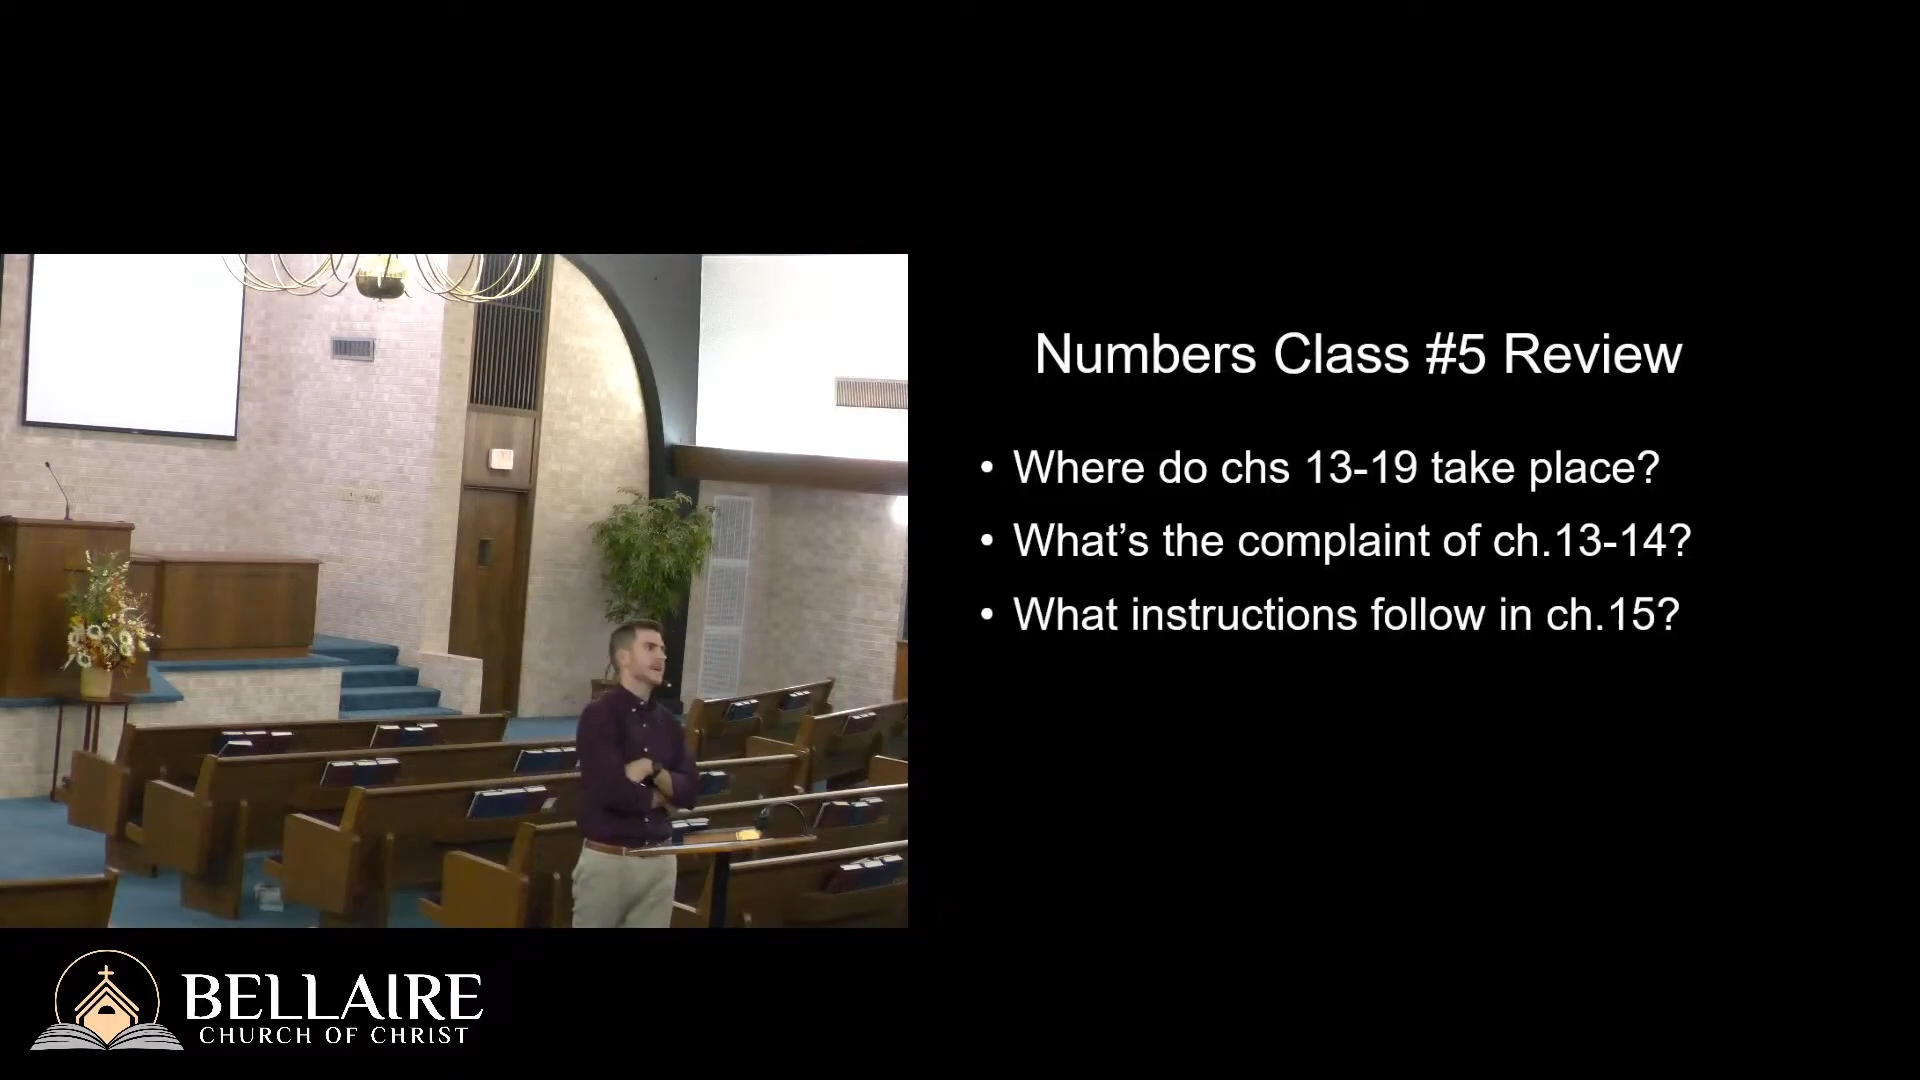 Numbers Class #5 Review
• Where do chs 13-19 take place?
• What’s the complaint of ch.13-14?
• What instructions follow in ch.15?
BELLAIRE
CHURCH OF CHRIST